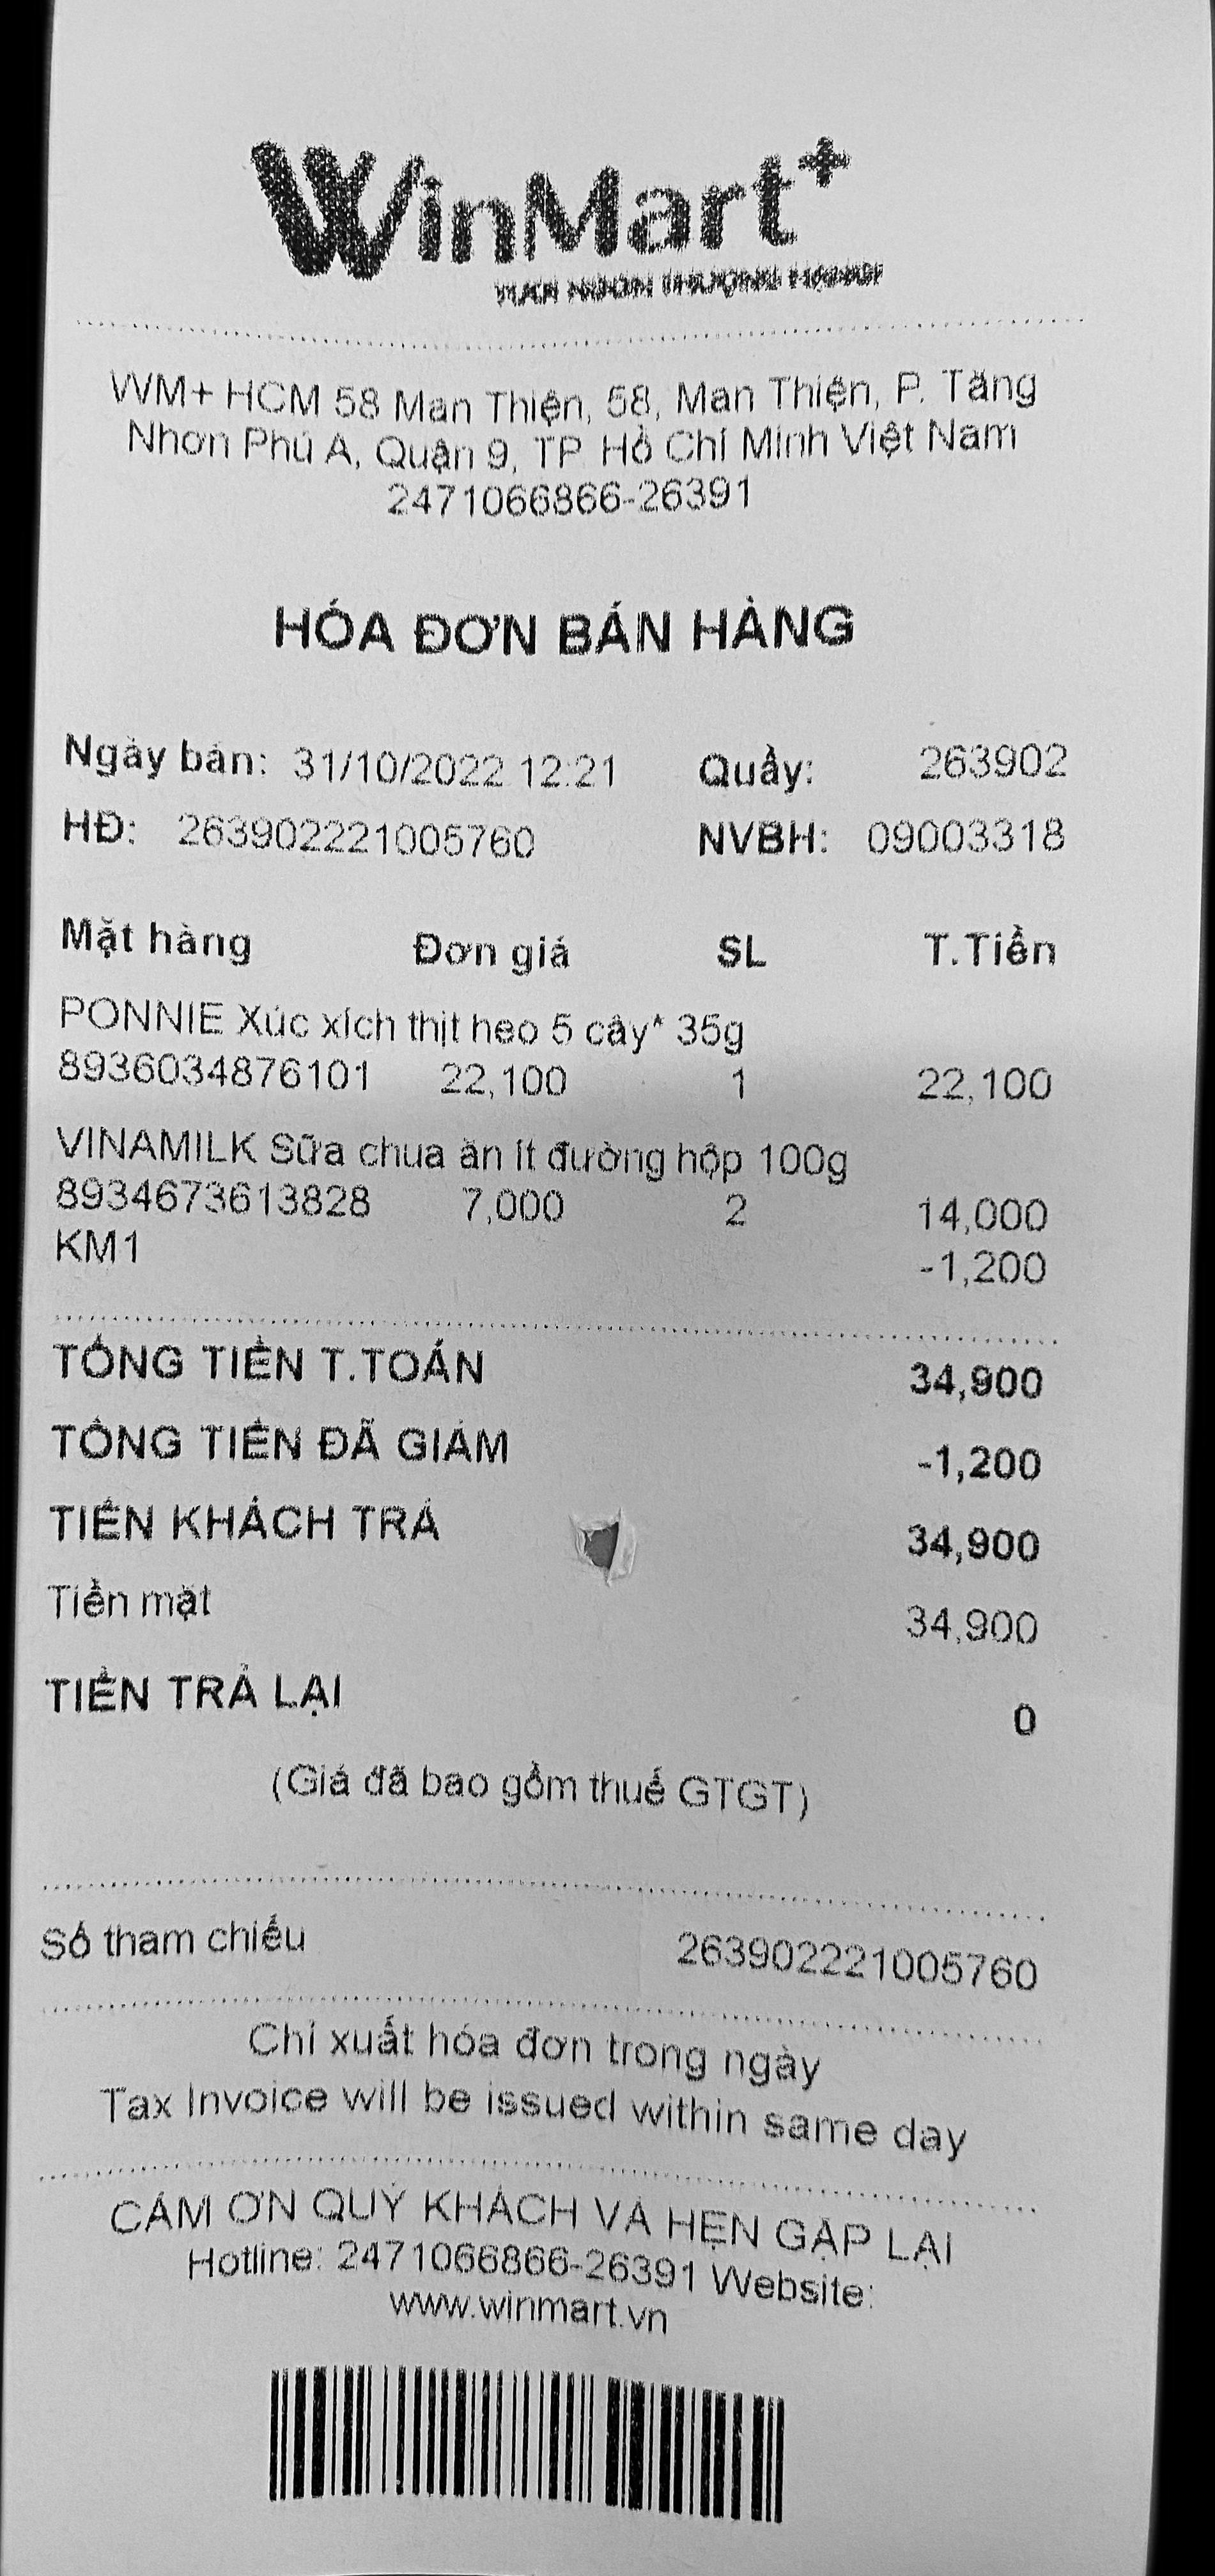 WinMart+
WM+ HCM 58 Man Thiện, 58, Man Thiện, P. Tăng
Nhơn Phú A, Quận 9, TP. Hồ Chí Minh Việt Nam
2471066866-26391
HÓA ĐƠN BÁN HÀNG
Ngày bán: 31/10/2022 12:21 Quầy: 263902
HĐ: 263902221005760 NVBH: 09003318
Mặt hàng Đơn giá SL T.Tiền
PONNIE Xúc xích thịt heo 5 cây* 35g
8936034876101 22,100 1 22,100
VINAMILK Sữa chua ăn ít đường hộp 100g
8934673613828 7,000 2 14,000
KM1 -1,200
TỔNG TIỀN T.TOÁN 34,900
TỔNG TIỀN ĐÃ GIẢM -1,200
TIỀN KHÁCH TRẢ 34,900
Tiền mặt 34,900
TIỀN TRẢ LẠI 0
(Giá đã bao gồm thuế GTGT)
Số tham chiếu 263902221005760
Chỉ xuất hóa đơn trong ngày
Tax Invoice will be issued within same day
CẢM ƠN QUÝ KHÁCH VÀ HẸN GẶP LẠI
Hotline: 2471066866-26391 Website:
www.winmart.vn